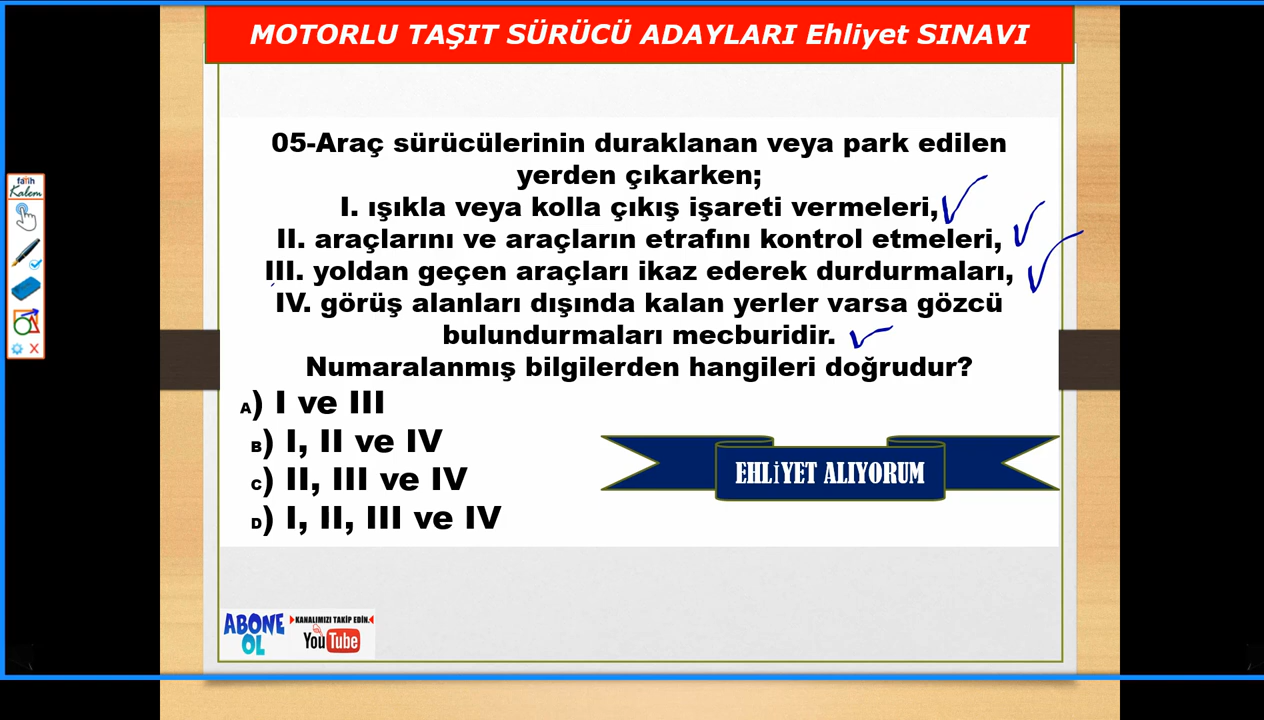 MOTORLU TAŞIT SÜRÜCÜ ADAYLARI Ehliyet SINAVI
fatih
Kalem
05-Araç sürücülerinin duraklanan veya park edilen
yerden çıkarken;
I. ışıkla veya kolla çıkış işareti vermeleri,
II. araçlarını ve araçların etrafını kontrol etmeleri,
III. yoldan geçen araçları ikaz ederek durdurmaları,
IV. görüş alanları dışında kalan yerler varsa gözcü
bulundurmaları mecburidir.
Numaralanmış bilgilerden hangileri doğrudur?
A) I ve III
B) I, II ve IV
C) II, III ve IV
D) I, II, III ve IV
EHLİYET ALIYORUM
ABONE
OL
KANALIMIZI TAKİP EDİN.
YouTube